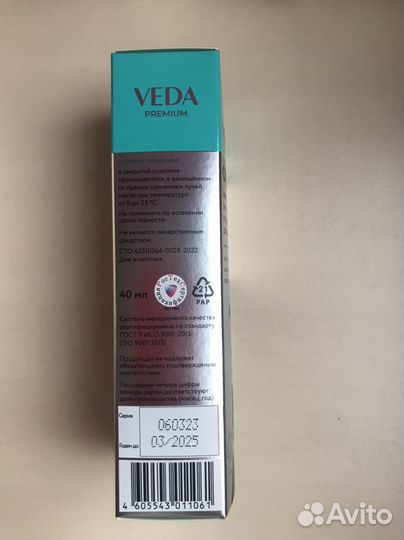 VEDA
PREMIUM
Условия хранения:
в закрытой упаковке
производителя, в защищённом
от прямых солнечных лучей
месте при температуре
от 0 до 25 °С.
Не применять по истечении
срока годности.
Не является лекарственным
средством.
СТО 42310364-0028-2022
Для животных.
40 мл
21
PAP
Система менеджмента качества
сертифицирована по стандарту
ГОСТ Р ИСО 9001-2015
(ISO 9001-2015)
Продукция не подлежит
обязательному подтверждению
соответствия.
Последние четыре цифры
номера серии соответствуют
дате производства (месяц, год)
Серия
060323
Годен до
03/2025
4 605543 011061
Avito